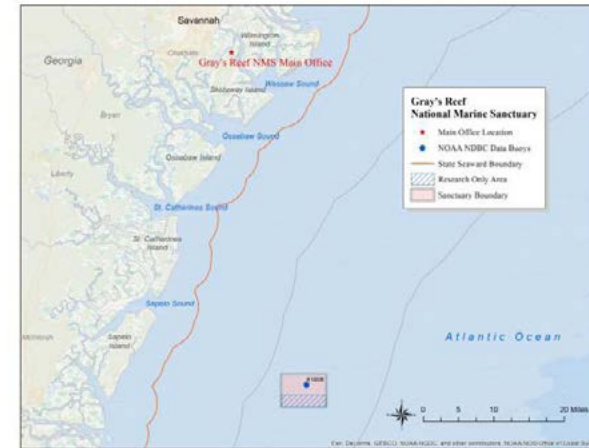 Savannah
Wilmington
Island
Georgia
Chatham
Gray's Reef NMS Main Office
Skidaway Island
Wassaw Sound
Bryan
Ossabaw Sound
Ossabaw Island
Liberty
St. Catherines Sound
St. Catherines
Island
Sapelo Sound
McIntosh
Sapelo
Island
Gray's Reef
National Marine Sanctuary
Main Office Location
NOAA NDBC Data Buoys
State Seaward Boundary
Research Only Area
Sanctuary Boundary
Atlantic Ocean
41008
0 5 10 20 Miles